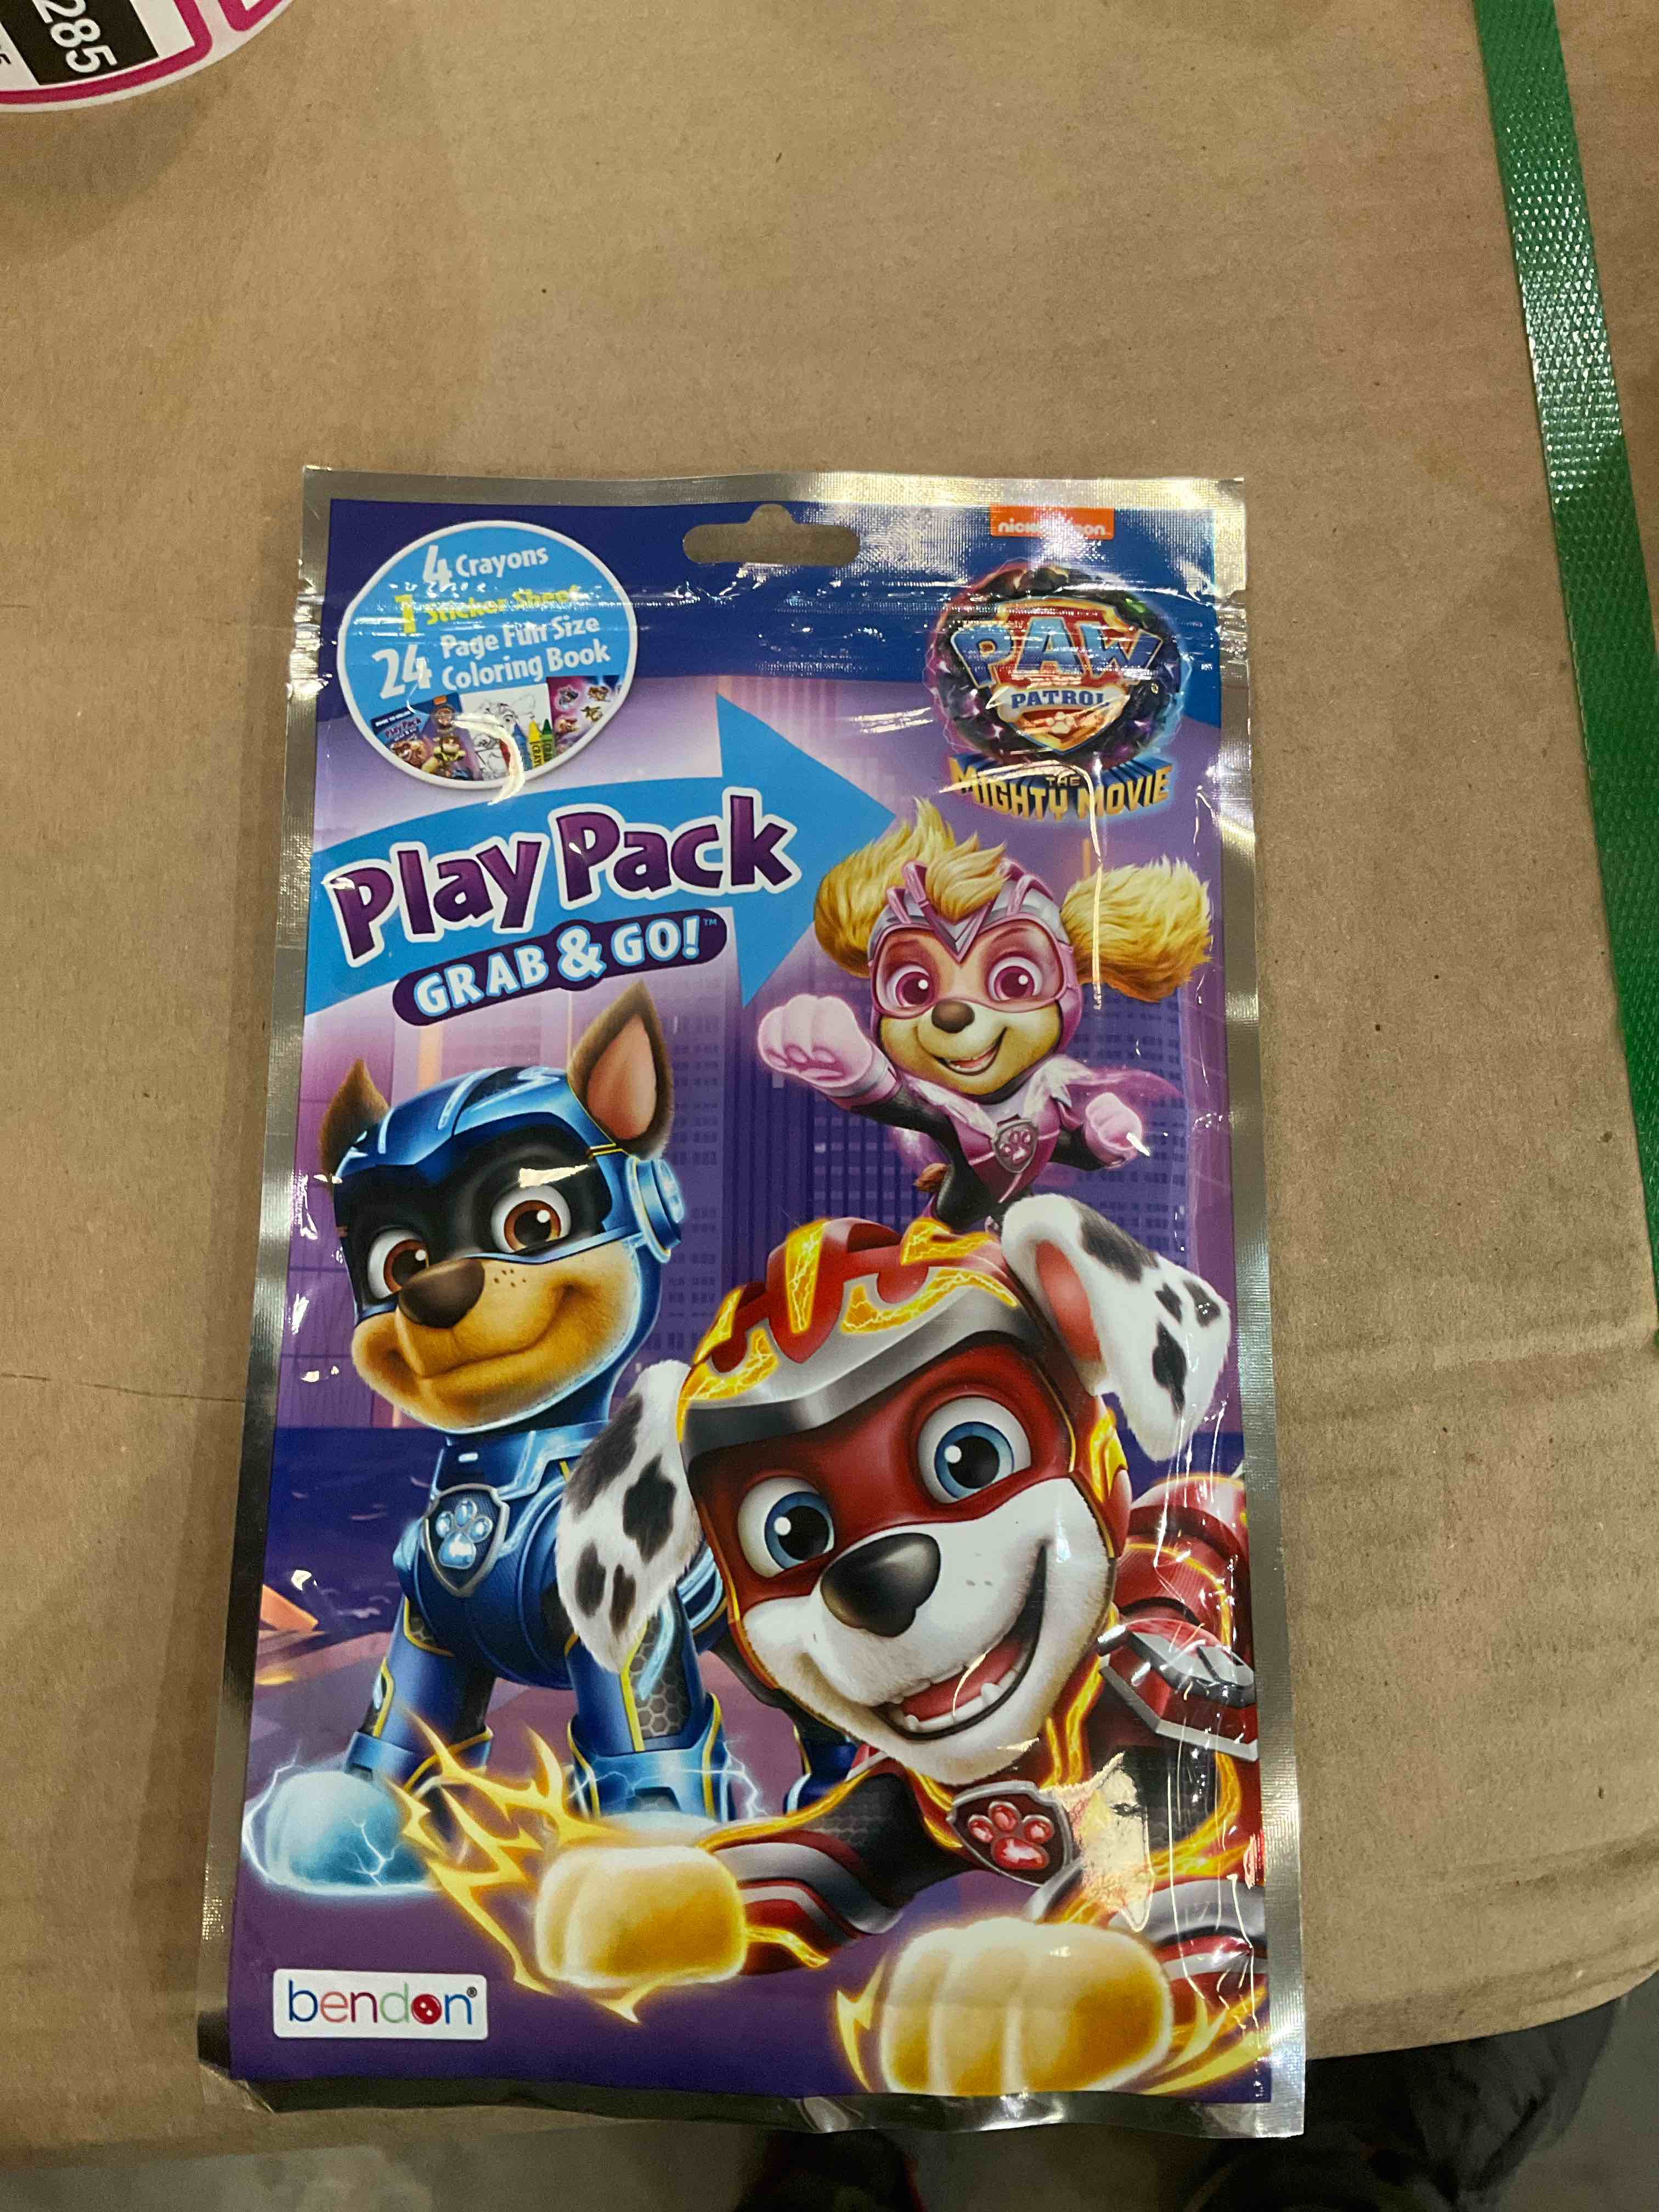 285
4 Crayons
1 Sticker Sheet
24 Page Fun Size
Coloring Book
nickelodeon
PAW
PATROL
THE
MIGHTY MOVIE
Play Pack
GRAB & GO!™
bendon®